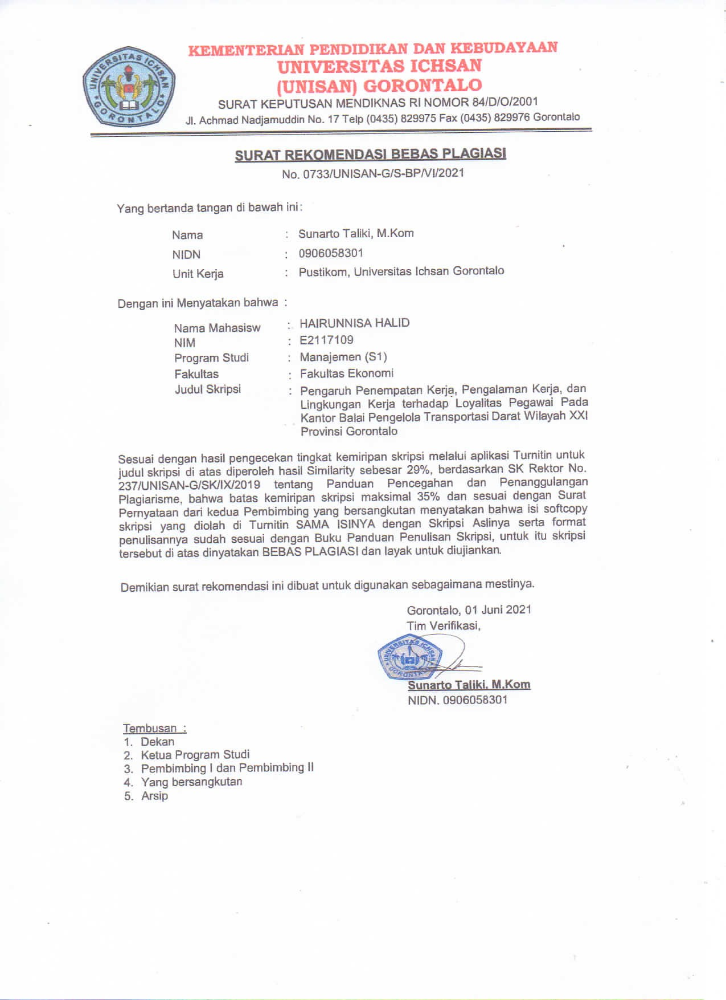 UNIVERSITAS ICHSAN
GORONTALO
KEMENTERIAN PENDIDIKAN DAN KEBUDAYAAN
UNIVERSITAS ICHSAN
(UNISAN) GORONTALO
SURAT KEPUTUSAN MENDIKNAS RI NOMOR 84/D/O/2001
Jl. Achmad Nadjamuddin No. 17 Telp (0435) 829975 Fax (0435) 829976 Gorontalo
SURAT REKOMENDASI BEBAS PLAGIASI
No. 0733/UNISAN-G/S-BP/VI/2021
Yang bertanda tangan di bawah ini :
Nama : Sunarto Taliki, M.Kom
NIDN : 0906058301
Unit Kerja : Pustikom, Universitas Ichsan Gorontalo
Dengan ini Menyatakan bahwa :
Nama Mahasisw : HAIRUNNISA HALID
NIM : E2117109
Program Studi : Manajemen (S1)
Fakultas : Fakultas Ekonomi
Judul Skripsi : Pengaruh Penempatan Kerja, Pengalaman Kerja, dan
Lingkungan Kerja terhadap Loyalitas Pegawai Pada
Kantor Balai Pengelola Transportasi Darat Wilayah XXI
Provinsi Gorontalo
Sesuai dengan hasil pengecekan tingkat kemiripan skripsi melalui aplikasi Turnitin untuk
judul skripsi di atas diperoleh hasil Similarity sebesar 29%, berdasarkan SK Rektor No.
237/UNISAN-G/SK/IX/2019 tentang Panduan Pencegahan dan Penanggulangan
Plagiarisme, bahwa batas kemiripan skripsi maksimal 35% dan sesuai dengan Surat
Pernyataan dari kedua Pembimbing yang bersangkutan menyatakan bahwa isi softcopy
skripsi yang diolah di Turnitin SAMA ISINYA dengan Skripsi Aslinya serta format
penulisannya sudah sesuai dengan Buku Panduan Penulisan Skripsi, untuk itu skripsi
tersebut di atas dinyatakan BEBAS PLAGIASI dan layak untuk diujiankan.
Demikian surat rekomendasi ini dibuat untuk digunakan sebagaimana mestinya.
Gorontalo, 01 Juni 2021
Tim Verifikasi,
UNIVERSITAS ICHSAN
GORONTALO
Sunarto Taliki, M.Kom
NIDN. 0906058301
Tembusan :
1. Dekan
2. Ketua Program Studi
3. Pembimbing I dan Pembimbing II
4. Yang bersangkutan
5. Arsip